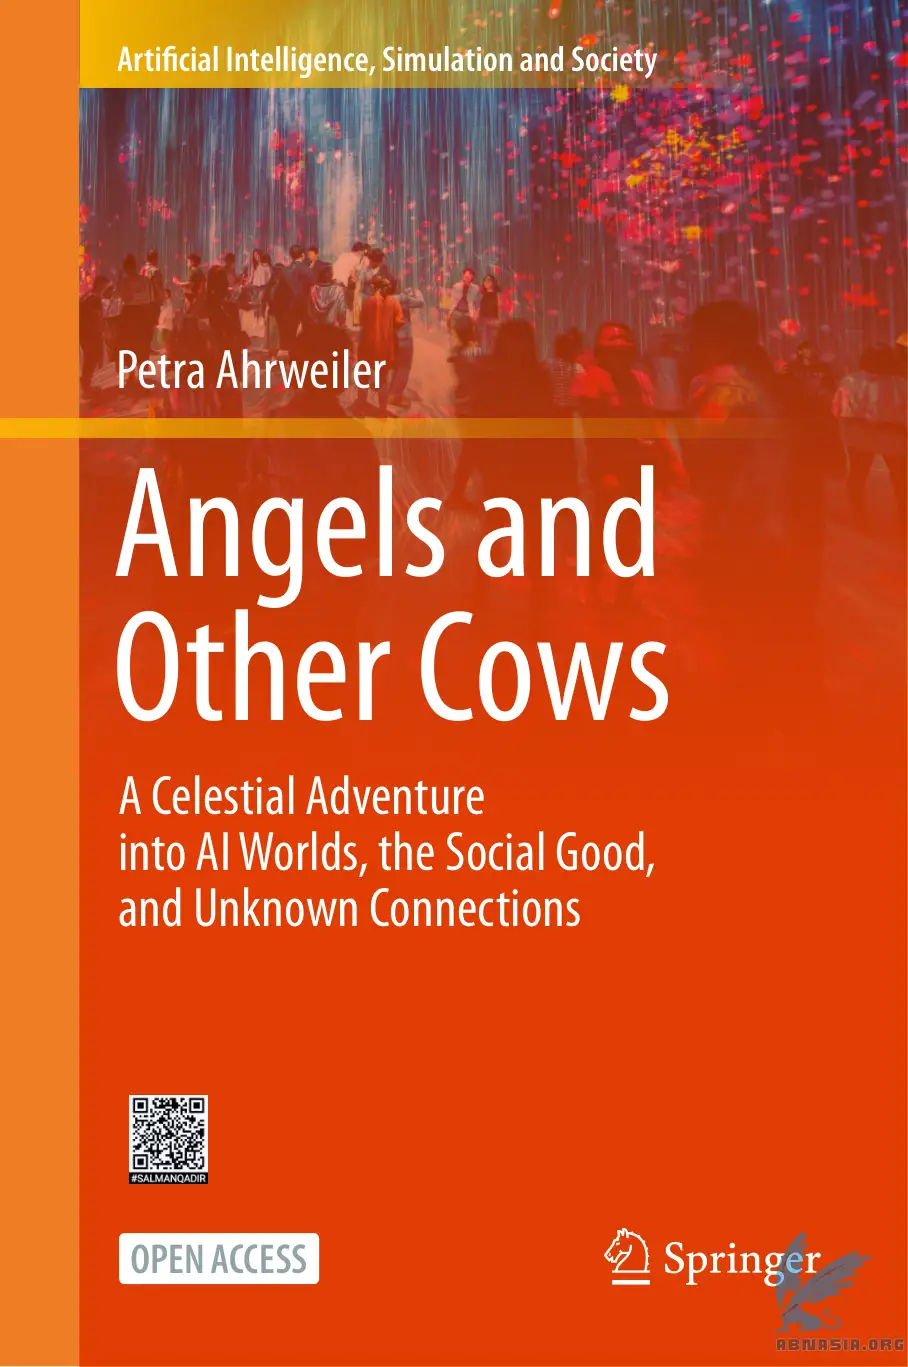 Artificial Intelligence, Simulation and Society
Petra Ahrweiler
Angels and
Other Cows
A Celestial Adventure
into AI Worlds, the Social Good,
and Unknown Connections
#SALMANQADIR
OPEN ACCESS
Springer
ABNASIA.ORG